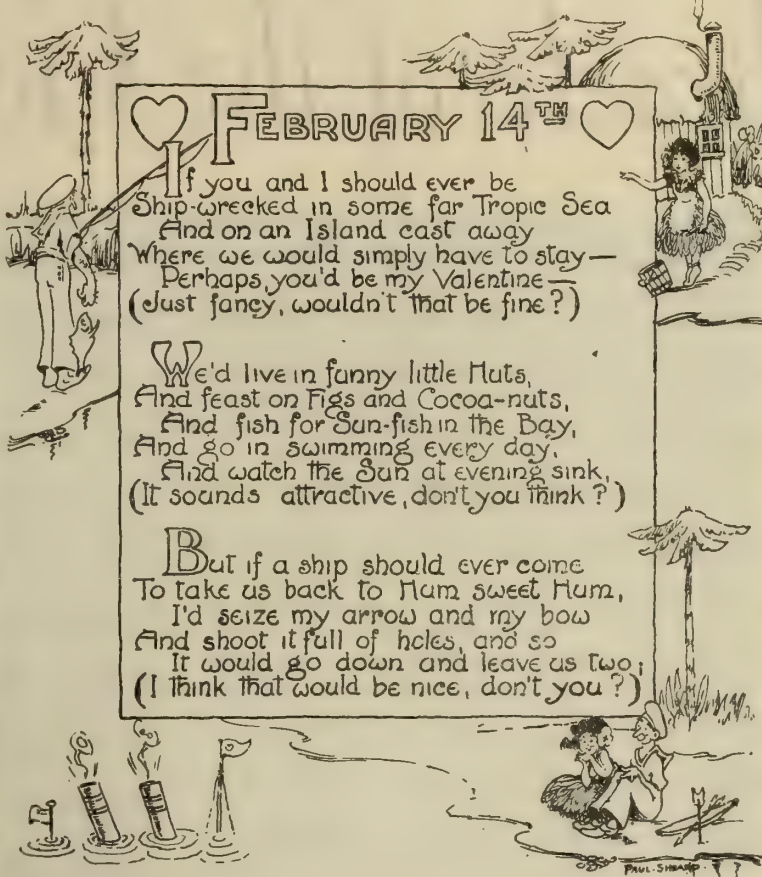 FEBRUARY 14TH
If you and I should ever be
Ship-wrecked in some far Tropic Sea
And on an Island cast away
Where we would simply have to stay—
Perhaps, you'd be my Valentine—
(Just fancy, wouldn't that be fine?)
We'd live in funny little Huts,
And feast on Figs and Cocoa-nuts,
And fish for Sun-fish in the Bay,
And go in swimming every day,
And watch the Sun at evening sink,
(It sounds attractive, don't you think?)
But if a ship should ever come
To take us back to Hum sweet Hum,
I'd seize my arrow and my bow
And shoot it full of holes, and so
It would go down and leave us two;
(I think that would be nice, don't you?)
PAUL·